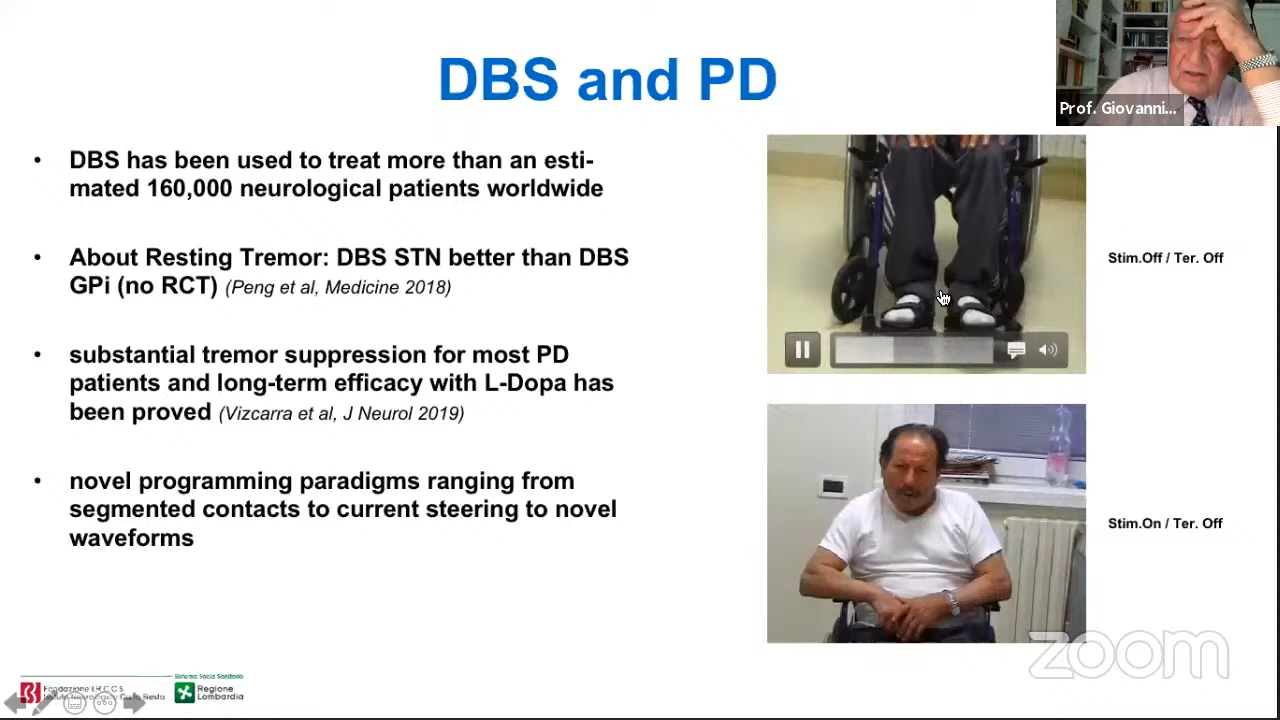 DBS and PD
Prof. Giovanni...
• DBS has been used to treat more than an esti-
mated 160,000 neurological patients worldwide
• About Resting Tremor: DBS STN better than DBS
GPi (no RCT) (Peng et al, Medicine 2018)
• substantial tremor suppression for most PD
patients and long-term efficacy with L-Dopa has
been proved (Vizcarra et al, J Neurol 2019)
• novel programming paradigms ranging from
segmented contacts to current steering to novel
waveforms
Stim.Off / Ter. Off
Stim.On / Ter. Off
zoom
Fondazione I.R.C.C.S.
Istituto Neurologico Carlo Besta
Sistema Socio Sanitario
Regione
Lombardia